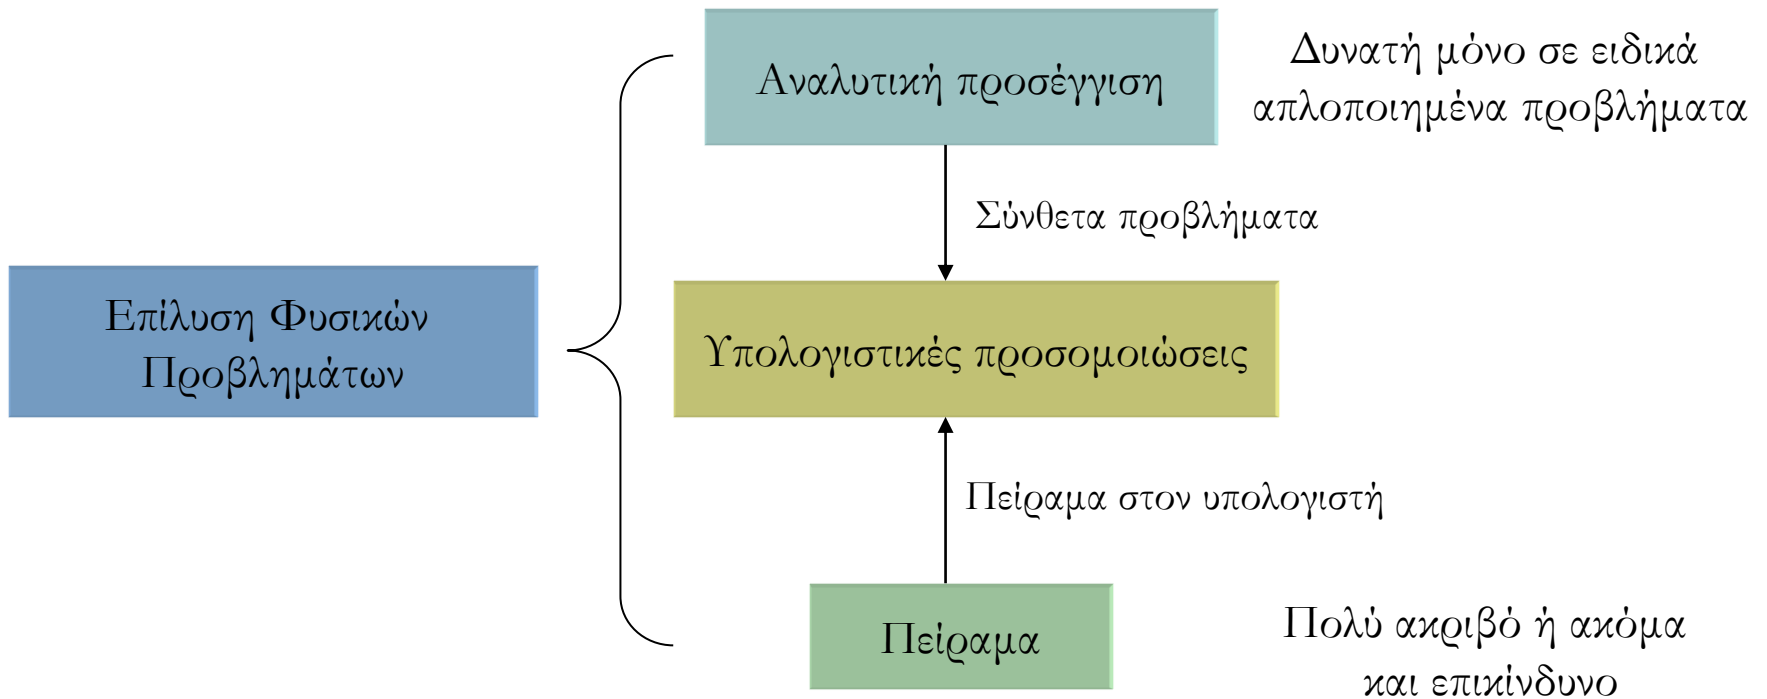 Αναλυτική προσέγγιση
Δυνατή μόνο σε ειδικά
απλοποιημένα προβλήματα
Σύνθετα προβλήματα
Επίλυση Φυσικών
Προβλημάτων
Υπολογιστικές προσομοιώσεις
Πείραμα στον υπολογιστή
Πείραμα
Πολύ ακριβό ή ακόμα
και επικίνδυνο